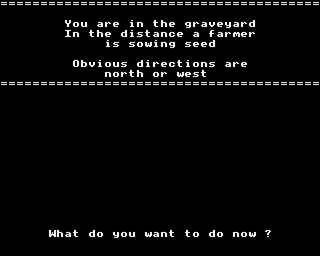 You are in the graveyard
In the distance a farmer
is sowing seed
Obvious directions are
north or west
What do you want to do now ?